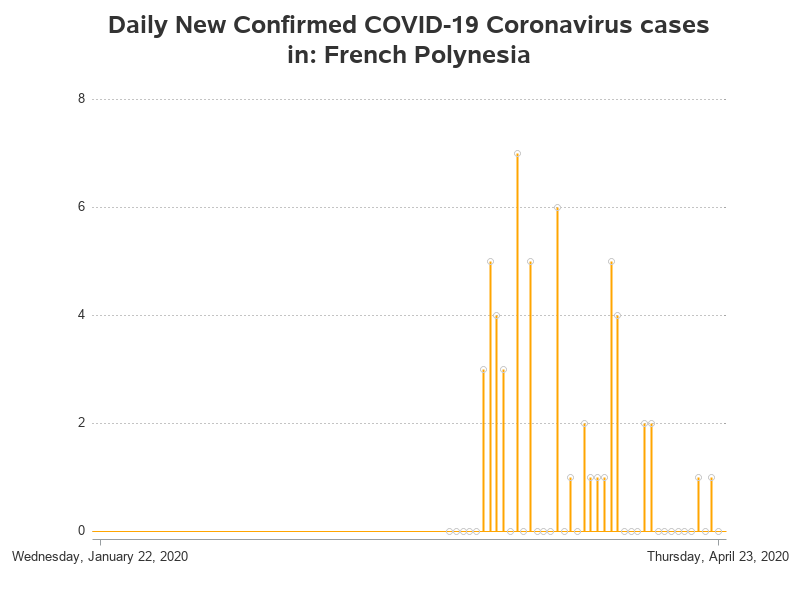 Daily New Confirmed COVID-19 Coronavirus cases
in: French Polynesia
8
6
4
2
0
Wednesday, January 22, 2020
Thursday, April 23, 2020